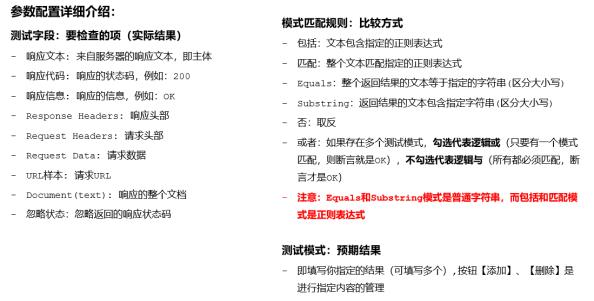 参数配置详细介绍：
测试字段：要检查的项（实际结果）
- 响应文本：来自服务器的响应文本，即主体
- 响应代码：响应的状态码，例如：200
- 响应信息：响应的信息，例如：OK
- Response Headers：响应头部
- Request Headers：请求头部
- Request Data：请求数据
- URL样本：请求URL
- Document(text)：响应的整个文档
- 忽略状态：忽略返回的响应状态码
模式匹配规则：比较方式
- 包括：文本包含指定的正则表达式
- 匹配：整个文本匹配指定的正则表达式
- Equals：整个返回结果的文本等于指定的字符串(区分大小写)
- Substring：返回结果的文本包含指定字符串(区分大小写)
- 否：取反
- 或者：如果存在多个测试模式，勾选代表逻辑或（只要有一个模式
匹配，则断言就是OK），不勾选代表逻辑与（所有都必须匹配，断
言才是OK）
- 注意：Equals和Substring模式是普通字符串，而包括和匹配模
式是正则表达式
测试模式：预期结果
- 即填写你指定的结果（可填写多个），按钮【添加】、【删除】是
进行指定内容的管理